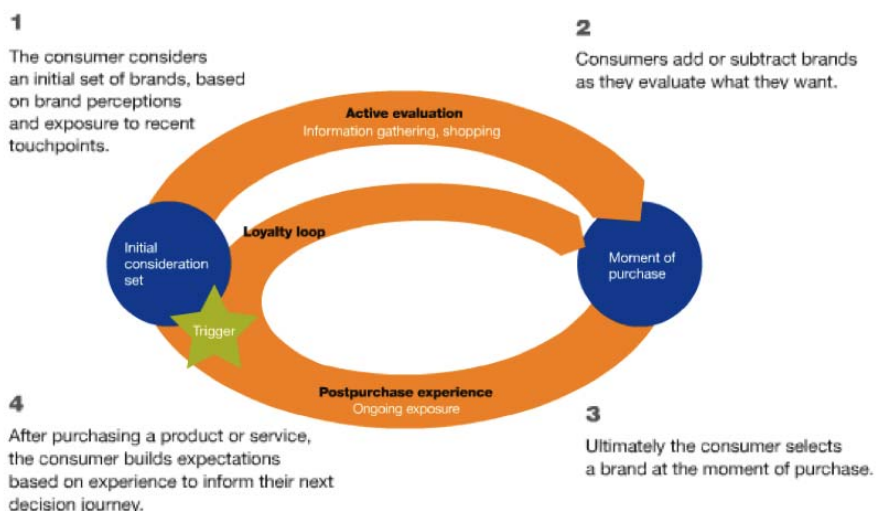 1
The consumer considers
an initial set of brands, based
on brand perceptions
and exposure to recent
touchpoints.
2
Consumers add or subtract brands
as they evaluate what they want.
Active evaluation
Information gathering, shopping
Loyalty loop
Initial
consideration
set
Moment of
purchase
Trigger
Postpurchase experience
Ongoing exposure
3
Ultimately the consumer selects
a brand at the moment of purchase.
4
After purchasing a product or service,
the consumer builds expectations
based on experience to inform their next
decision journey.